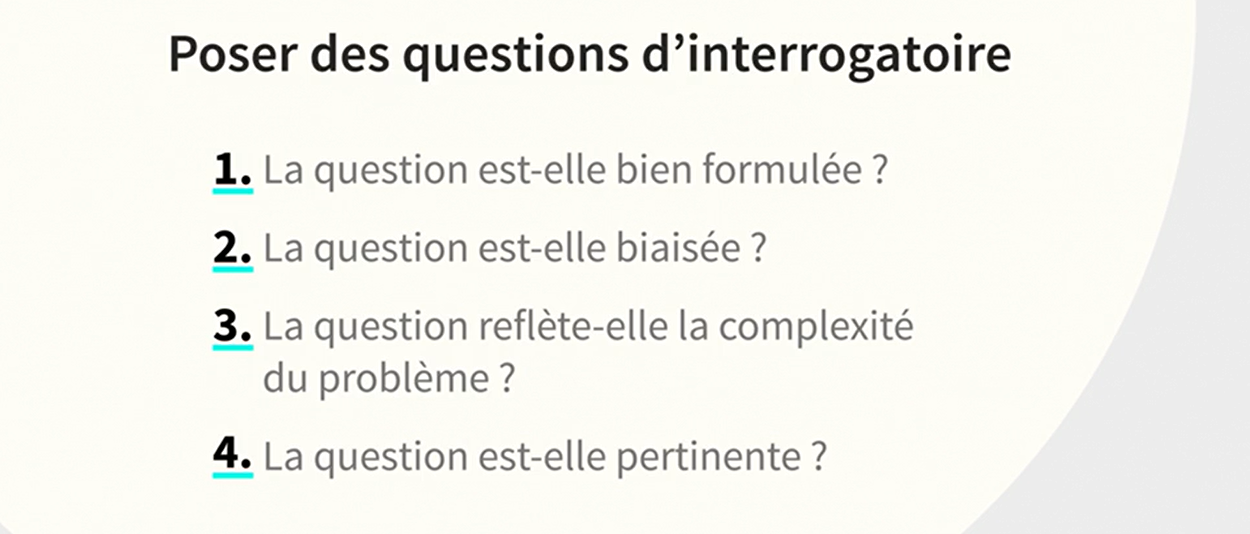 Poser des questions d’interrogatoire
1. La question est-elle bien formulée ?
2. La question est-elle biaisée ?
3. La question reflète-elle la complexité
du problème ?
4. La question est-elle pertinente ?